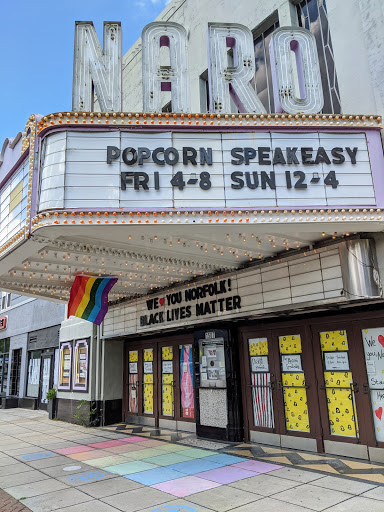 NARO
POPCORN SPEAKEASY
FRI 4-8 SUN 12-4
WE ❤ YOU NORFOLK!
BLACK LIVES MATTER